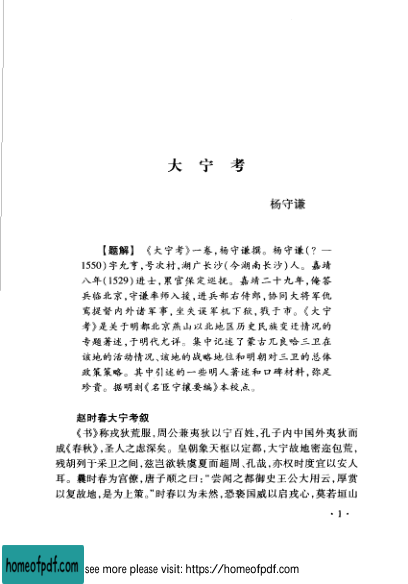 大宁考
杨守谦
【题解】 《大宁考》一卷,杨守谦撰。杨守谦(？—
1550)字允亨,号次村,湖广长沙(今湖南长沙)人。嘉靖
八年(1529)进士,累官保定巡抚。嘉靖二十九年,俺答
兵临北京,守谦率师入援,进兵部右侍郎,协同大将军仇
鸾提督内外诸军事,坐失误军机下狱,戮于市。《大宁
考》是关于明都北京燕山以北地区历史民族变迁情况的
专题著述,于明代尤详。集中记述了蒙古兀良哈三卫在
该地的活动情况、该地的战略地位和明朝对三卫的总体
政策策略。其中引述的一些明人著述和口碑材料,弥足
珍贵。据明刻《名臣宁攘要编》本校点。
赵时春大宁考叙
《书》称戎狄荒服,周公兼夷狄以宁百姓,孔子内中国外夷狄而
成《春秋》,圣人之虑深矣。皇朝象天枢以定都,大宁故地密迩包荒,
残胡列于采卫之间,兹岂欲轶虞夏而超周、孔哉,亦权时度宜以安人
耳。曩时春为宫僚,唐子顺之曰:“尝闻之都御史王公大用云,厚赏
以复故地,是为上策。”时春以为未然,恐亵国威以启戎心,莫若垣山
·1·
homeofpdf.com
see more please visit: https://homeofpdf.com